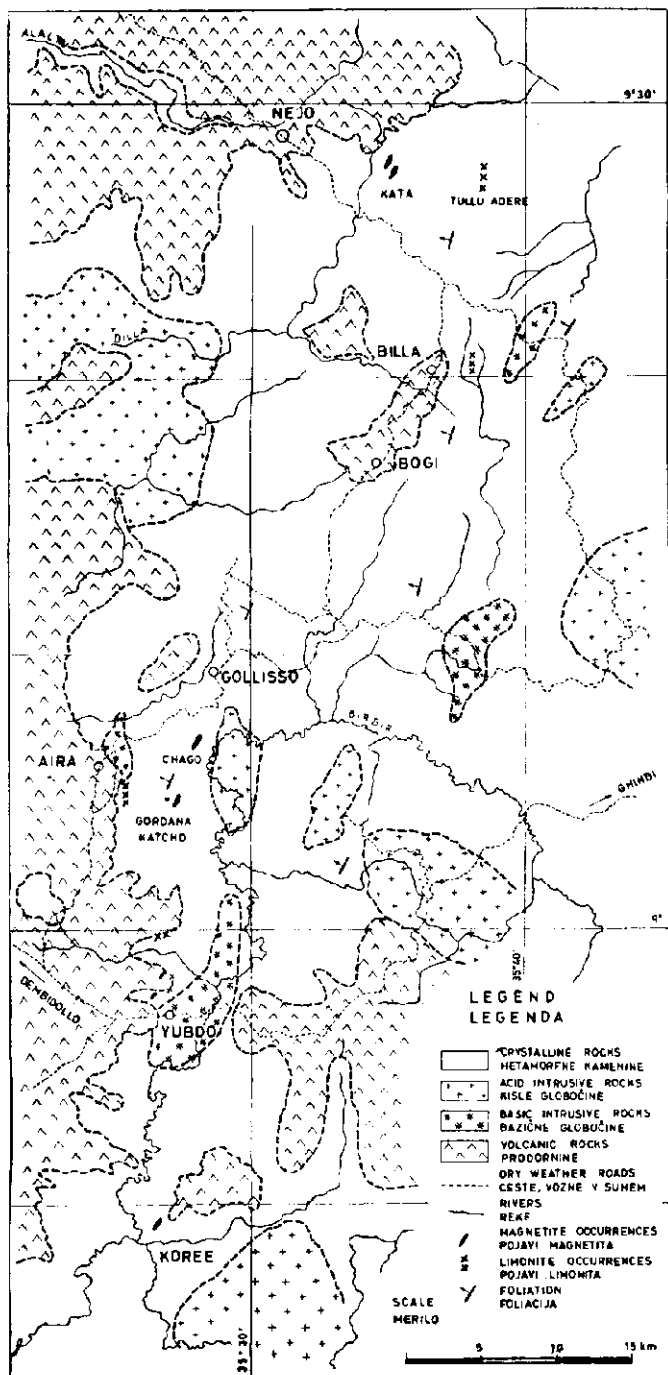 ALAL
9°30'
NEJO
KATA
TULLU ADERE
DILLA
BILLA
BOGI
GOLLISSO
BIRBIR
AIRA
CHAGO
GORDANA
KATCHO
GHIMBI
9°
35°40'
DEMBIDOLLO
YUBDO
LEGEND
LEGENDA
CRYSTALLINE ROCKS
METAMORFNE KAMENINE
ACID INTRUSIVE ROCKS
KISLE GLOBOČINE
BASIC INTRUSIVE ROCKS
BAZIČNE GLOBOČINE
VOLCANIC ROCKS
PREDORNINE
DRY WEATHER ROADS
CESTE, VOZNE V SUHEM
RIVERS
REKE
MAGNETITE OCCURRENCES
POJAVI MAGNETITA
LIMONITE OCCURRENCES
POJAVI LIMONITA
FOLIATION
FOLIACIJA
KOREE
SCALE
MERILO
5 10 15 km
35°30'